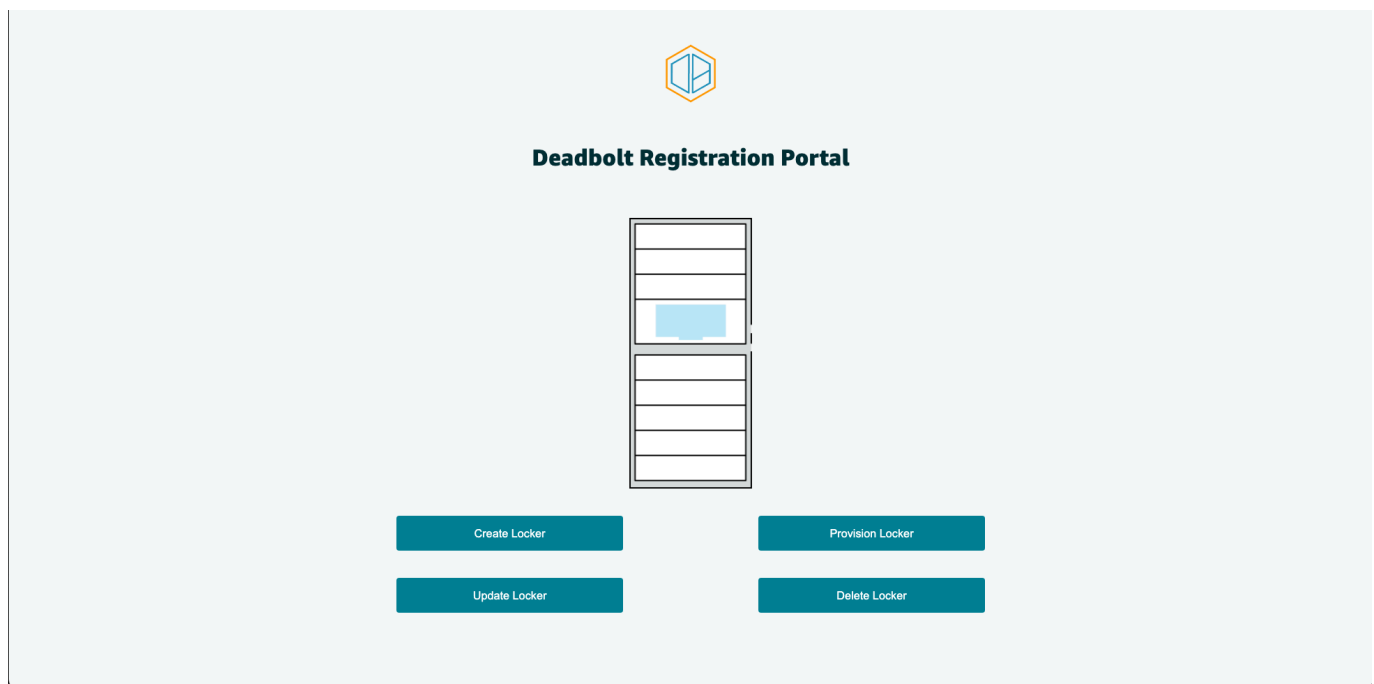 Deadbolt Registration Portal
Create Locker
Provision Locker
Update Locker
Delete Locker